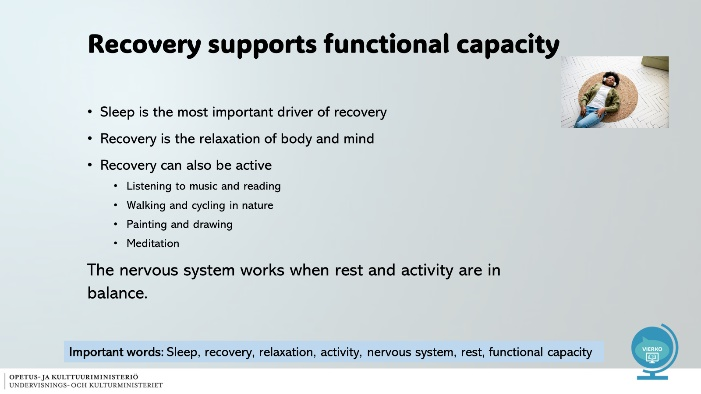 Recovery supports functional capacity
• Sleep is the most important driver of recovery
• Recovery is the relaxation of body and mind
• Recovery can also be active
• Listening to music and reading
• Walking and cycling in nature
• Painting and drawing
• Meditation
The nervous system works when rest and activity are in
balance.
Important words: Sleep, recovery, relaxation, activity, nervous system, rest, functional capacity
VIERKO
OPETUS- JA KULTTUURIMINISTERIÖ
UNDERVISNINGS- OCH KULTURMINISTERIET